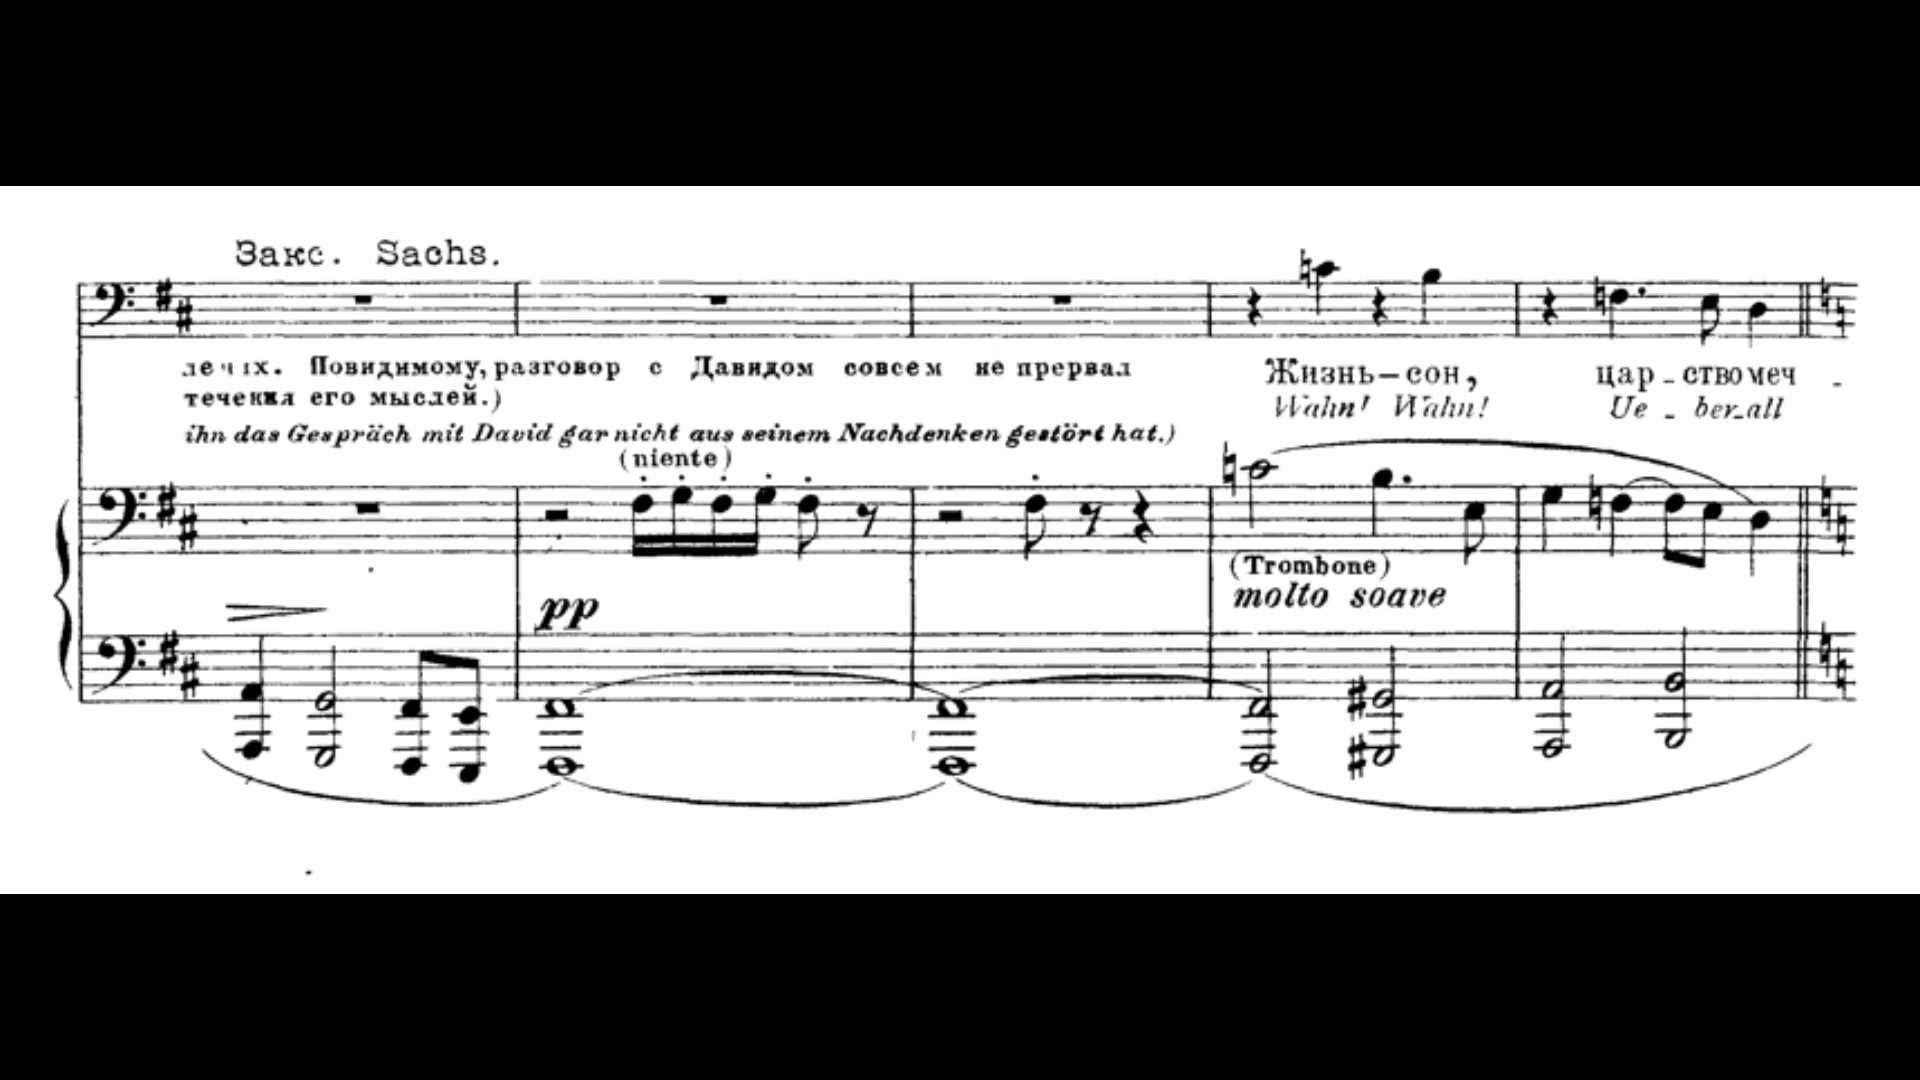 Закс. Sachs.
лечях. Повидимому, разговор с Давидом совсем не прервал
течения его мыслей.)
ihn das Gespräch mit David gar nicht aus seinem Nachdenken gestört hat.)
(niente)
Жизнь – сон, цар - ство меч -
Wahn! Wahn! Ue - ber-all
(Trombone)
molto soave
pp